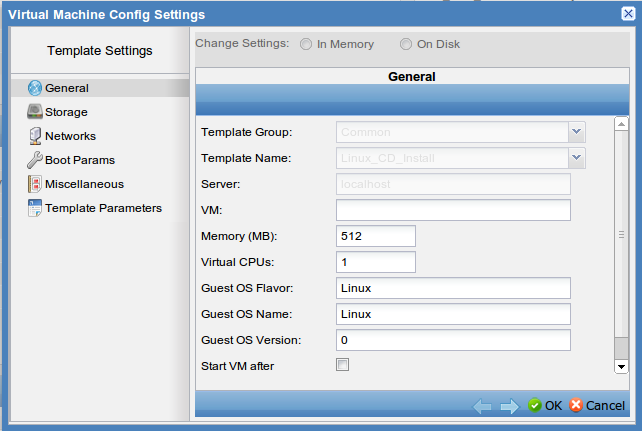 Virtual Machine Config Settings
Template Settings
General
Storage
Networks
Boot Params
Miscellaneous
Template Parameters
Change Settings: In Memory On Disk
General
Template Group: Common
Template Name: Linux_CD_Install
Server: localhost
VM:
Memory (MB): 512
Virtual CPUs: 1
Guest OS Flavor: Linux
Guest OS Name: Linux
Guest OS Version: 0
Start VM after
OK Cancel